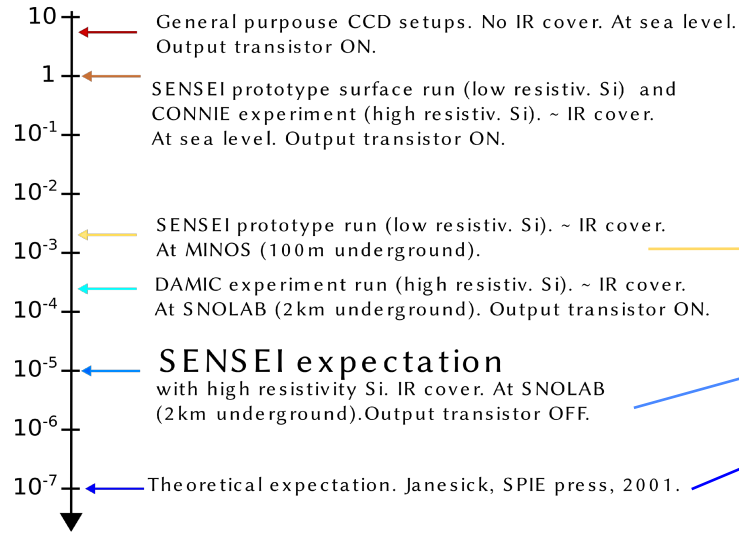 10
General purpouse CCD setups. No IR cover. At sea level.
Output transistor ON.
1
SENSEI prototype surface run (low resistiv. Si) and
CONNIE experiment (high resistiv. Si). ~ IR cover.
At sea level. Output transistor ON.
10⁻¹
10⁻²
SENSEI prototype run (low resistiv. Si). ~ IR cover.
At MINOS (100m underground).
10⁻³
DAMIC experiment run (high resistiv. Si). ~ IR cover.
At SNOLAB (2km underground). Output transistor ON.
10⁻⁴
SENSEI expectation
10⁻⁵
with high resistivity Si. IR cover. At SNOLAB
(2km underground).Output transistor OFF.
10⁻⁶
10⁻⁷
Theoretical expectation. Janesick, SPIE press, 2001.